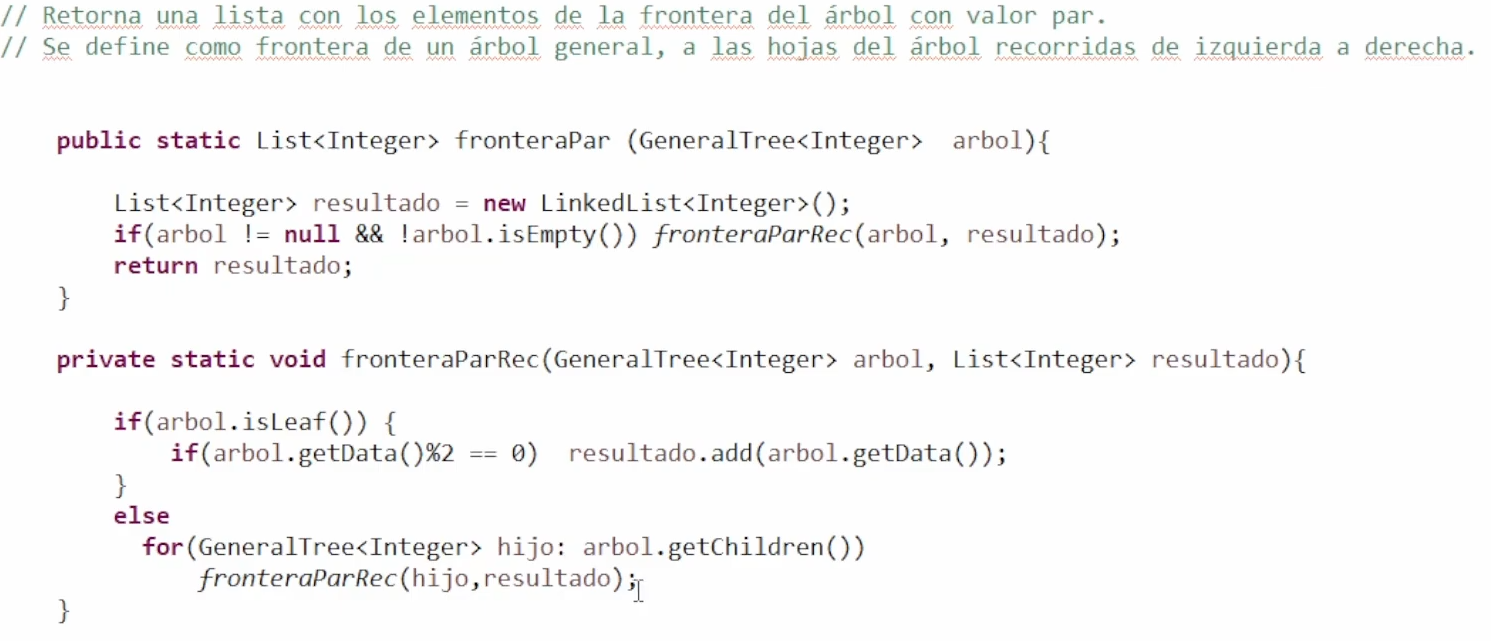 // Retorna una lista con los elementos de la frontera del árbol con valor par.
// Se define como frontera de un árbol general, a las hojas del árbol recorridas de izquierda a derecha.
public static List<Integer> fronteraPar (GeneralTree<Integer>  arbol){
List<Integer> resultado = new LinkedList<Integer>();
if(arbol != null && !arbol.isEmpty()) fronteraParRec(arbol, resultado);
return resultado;
}
private static void fronteraParRec(GeneralTree<Integer> arbol, List<Integer> resultado){
if(arbol.isLeaf()) {
if(arbol.getData()%2 == 0)  resultado.add(arbol.getData());
}
else
for(GeneralTree<Integer> hijo: arbol.getChildren())
fronteraParRec(hijo,resultado);
}